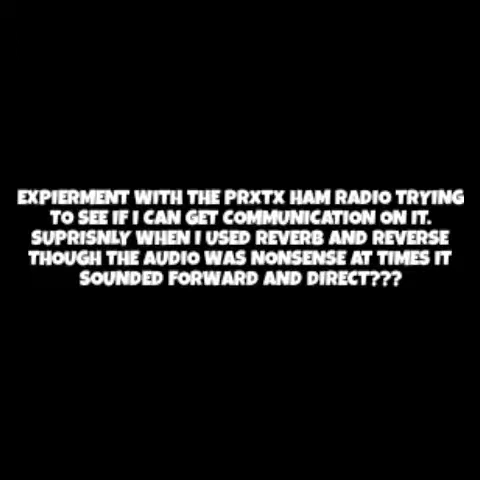 EXPIERMENT WITH THE PRXTX HAM RADIO TRYING
TO SEE IF I CAN GET COMMUNICATION ON IT.
SUPRISNLY WHEN I USED REVERB AND REVERSE
THOUGH THE AUDIO WAS NONSENSE AT TIMES IT
SOUNDED FORWARD AND DIRECT???